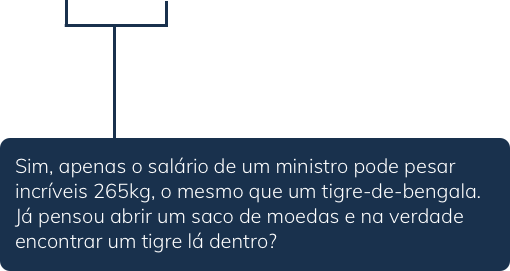 Sim, apenas o salário de um ministro pode pesar
incríveis 265kg, o mesmo que um tigre-de-bengala.
Já pensou abrir um saco de moedas e na verdade
encontrar um tigre lá dentro?